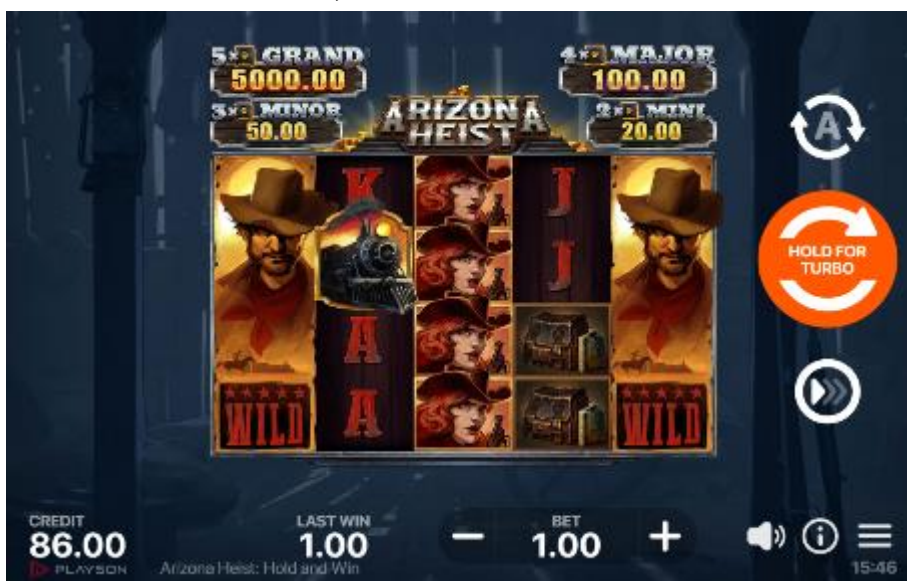 5x GRAND
5000.00
4x MAJOR
100.00
3x MINOR
50.00
ARIZONA
HEIST
2x MINI
20.00
A
K
J
J
HOLD FOR
TURBO
A
A
WILD
WILD
CREDIT
86.00
LAST WIN
1.00
BET
1.00
PLAYSON
Arizona Heist: Hold and Win
15:46